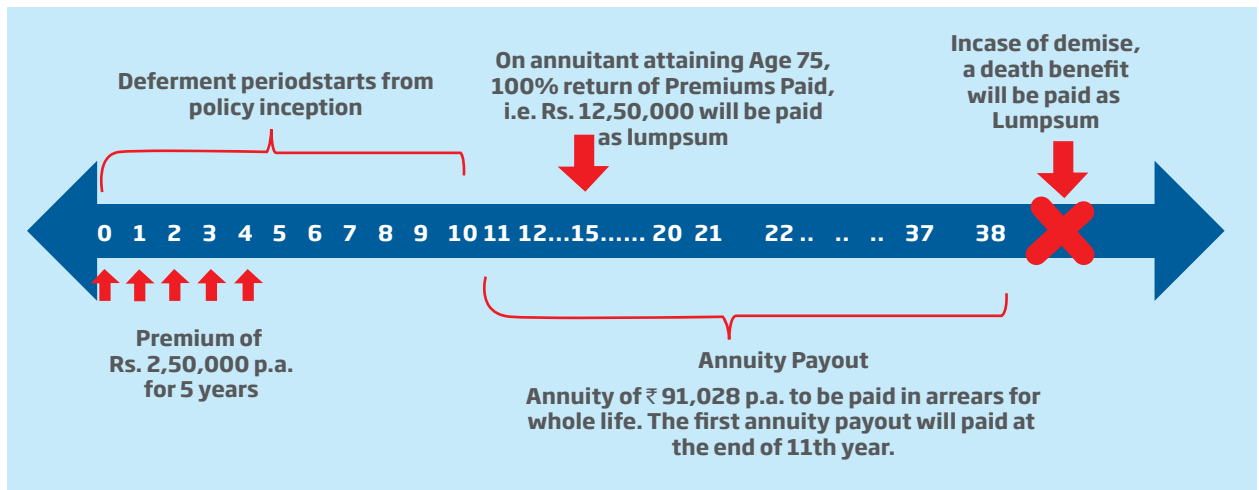 Deferment periodstarts from
policy inception
On annuitant attaining Age 75,
100% return of Premiums Paid,
i.e. Rs. 12,50,000 will be paid
as lumpsum
Incase of demise,
a death benefit
will be paid as
Lumpsum
0 1 2 3 4 5 6 7 8 9 10 11 12...15...... 20 21 22 .. .. .. 37 38
Premium of
Rs. 2,50,000 p.a.
for 5 years
Annuity Payout
Annuity of ₹ 91,028 p.a. to be paid in arrears for
whole life. The first annuity payout will paid at
the end of 11th year.